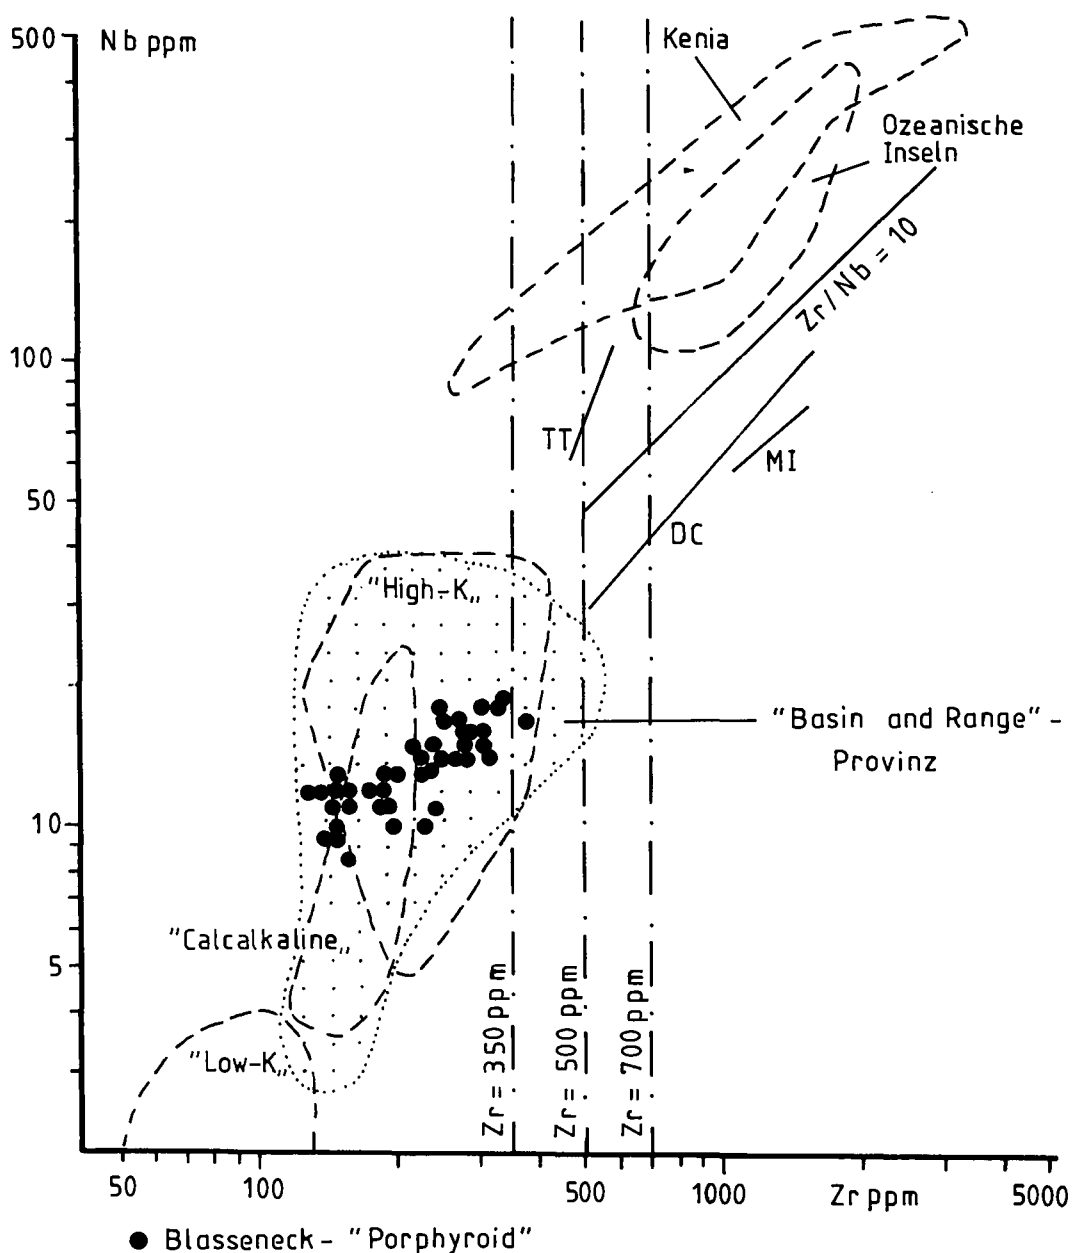 500
Nb ppm
Kenia
Ozeanische
Inseln
Zr/Nb = 10
100
TT
MI
50
DC
"High-K„
"Basin and Range" -
Provinz
10
"Calcalkaline„
5
"Low-K„
Zr = 350 ppm
Zr = 500 ppm
Zr = 700 ppm
50
100
500
1000
Zr ppm
5000
Blasseneck - "Porphyroid"